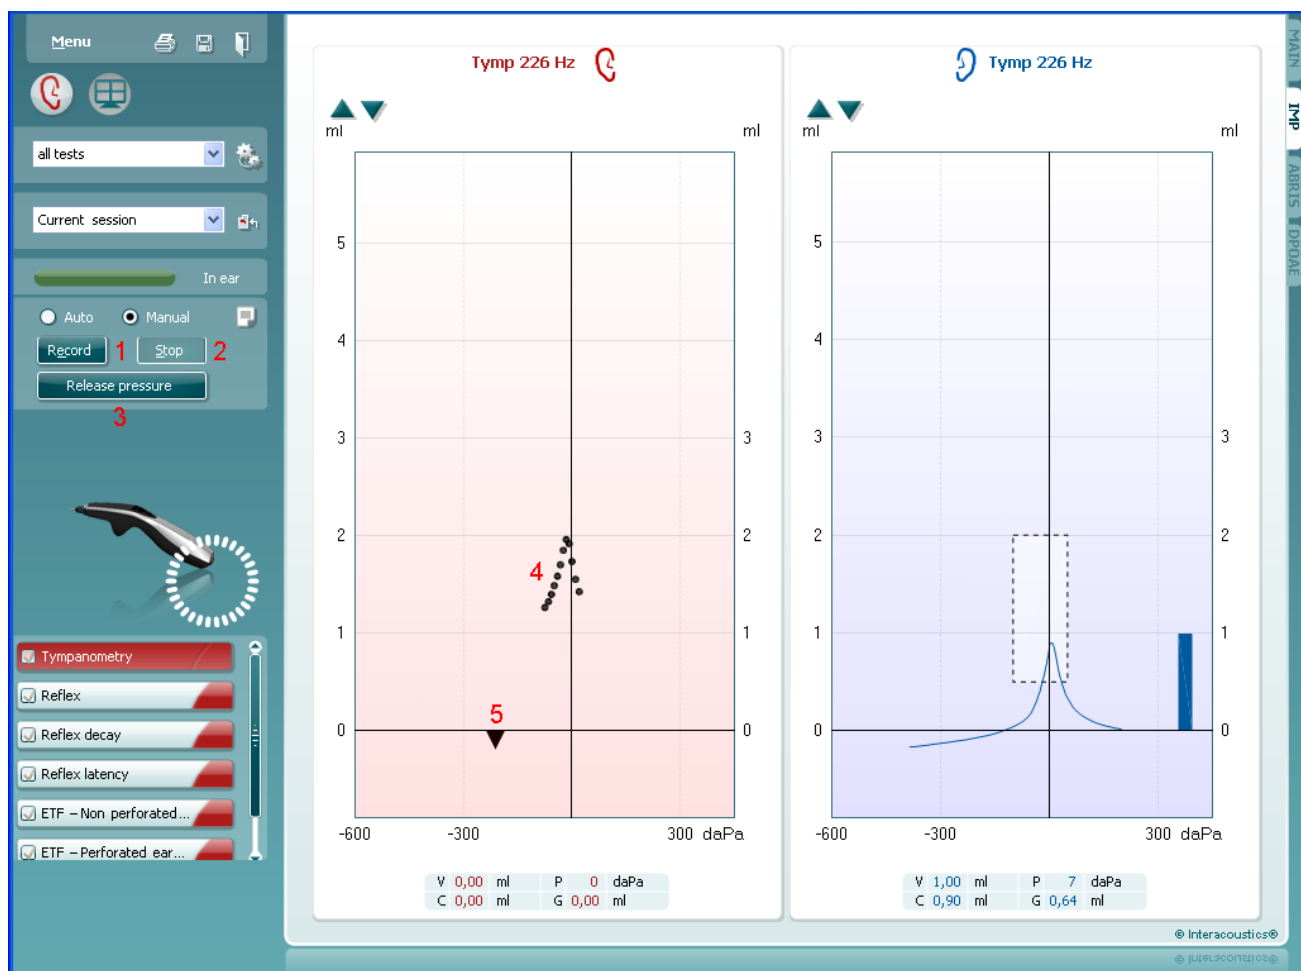 Menu
all tests
Current session
In ear
Auto Manual
Record 1 Stop 2
Release pressure
3
Tympanometry
Reflex
Reflex decay
Reflex latency
ETF – Non perforated...
ETF – Perforated ear...
Tymp 226 Hz
ml ml
5
4
3 3
2 2
4
1 1
5
0 0
-600 -300 300 daPa
V 0,00 ml P 0 daPa
C 0,00 ml G 0,00 ml
Tymp 226 Hz
ml ml
5
4
3 3
2 2
1 1
0 0
-600 -300 300 daPa
V 1,00 ml P 7 daPa
C 0,90 ml G 0,64 ml
© Interacoustics®
MAIN
IMP
ABRIS
DPOAE